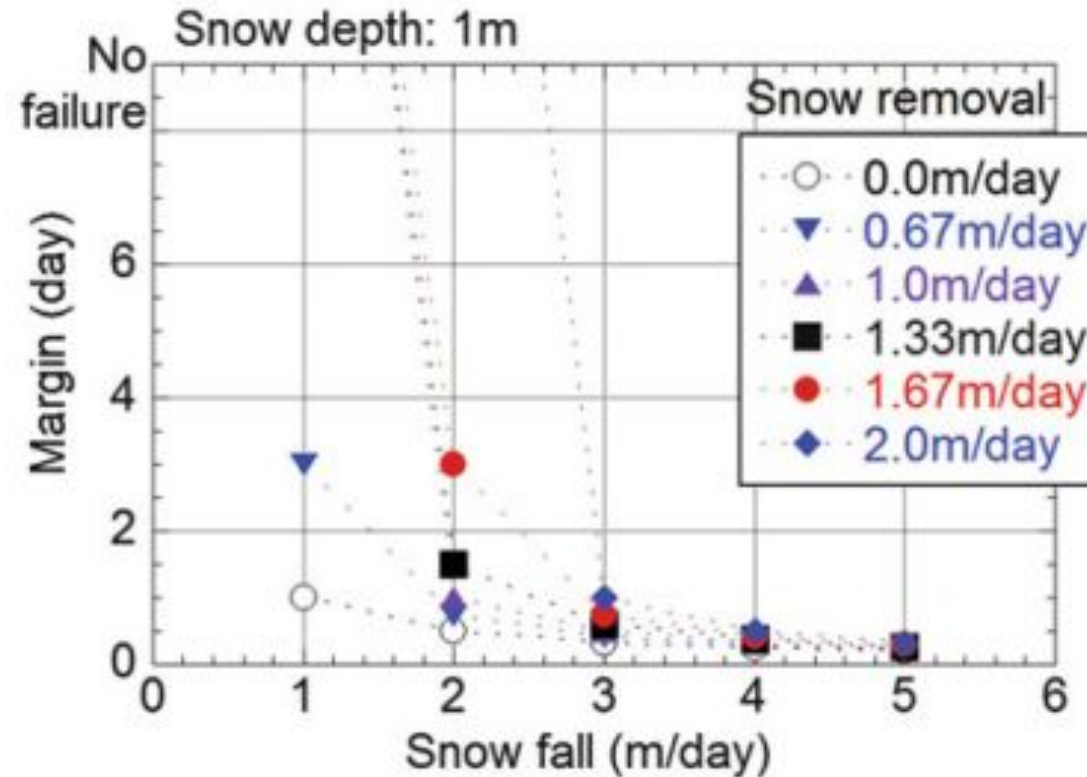 Snow depth: 1m
No
failure
6
4
2
0
Margin (day)
0 1 2 3 4 5 6
Snow fall (m/day)
Snow removal
0.0m/day
0.67m/day
1.0m/day
1.33m/day
1.67m/day
2.0m/day